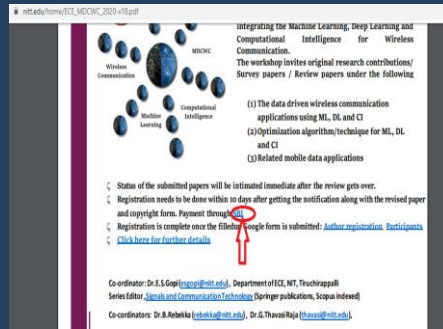 nitt.edu/home/ECE_MDCWC_2020-v10.pdf
integrating the Machine Learning, Deep Learning and
Computational Intelligence for Wireless
Communication.
The workshop invites original research contributions/
Survey papers / Review papers under the following
MDCWC
Wireless
Communication
Machine
Learning
Computational
Intelligence
(1) The data driven wireless communication
applications using ML, DL and CI
(2)Optimization algorithm/technique for ML, DL
and CI
(3)Related mobile data applications
Status of the submitted papers will be intimated immediate after the review gets over.
Registration needs to be done within 10 days after getting the notification along with the revised paper
and copyright form. Payment through SBI
Registration is complete once the filledup Google form is submitted: Author registration Participants
Click here for further details
Co-ordinator: Dr.E.S.Gopi(esgopi@nitt.edu), Department of ECE, NIT, Tiruchirappalli
Series Editor,Signals and Communication Technology (Springer publications, Scopus indexed)
Co-coordinators: Dr.B.Rebekka (rebekka@nitt.edu), Dr.G.Thavasi Raja (thavasi@nitt.edu),